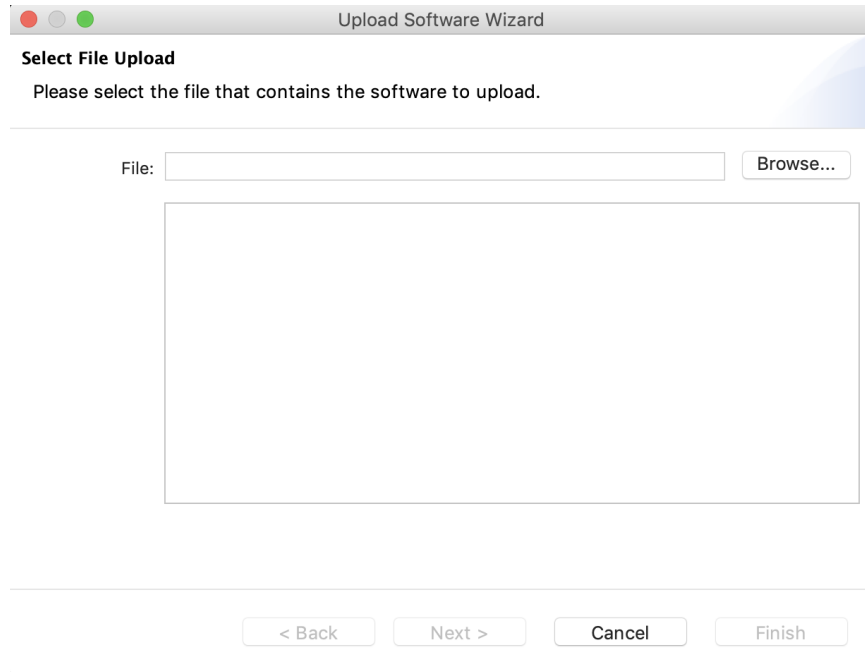 Upload Software Wizard
Select File Upload
Please select the file that contains the software to upload.
File: Browse...
< Back Next > Cancel Finish